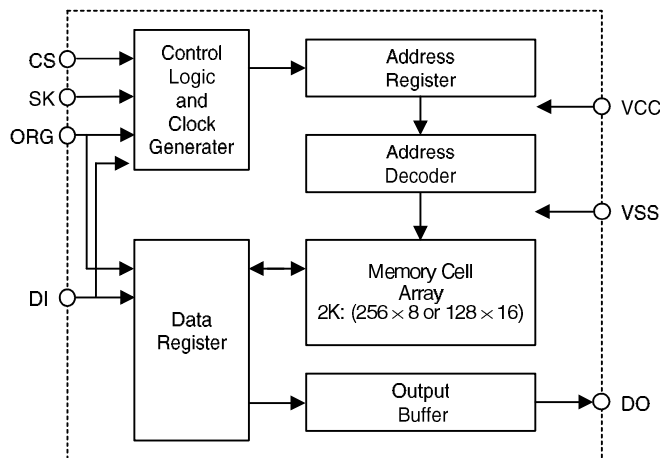 CS
SK
ORG
DI
Control
Logic
and
Clock
Generater
Address
Register
VCC
Address
Decoder
VSS
Data
Register
Memory Cell
Array
2K: (256 × 8 or 128 × 16)
Output
Buffer
DO